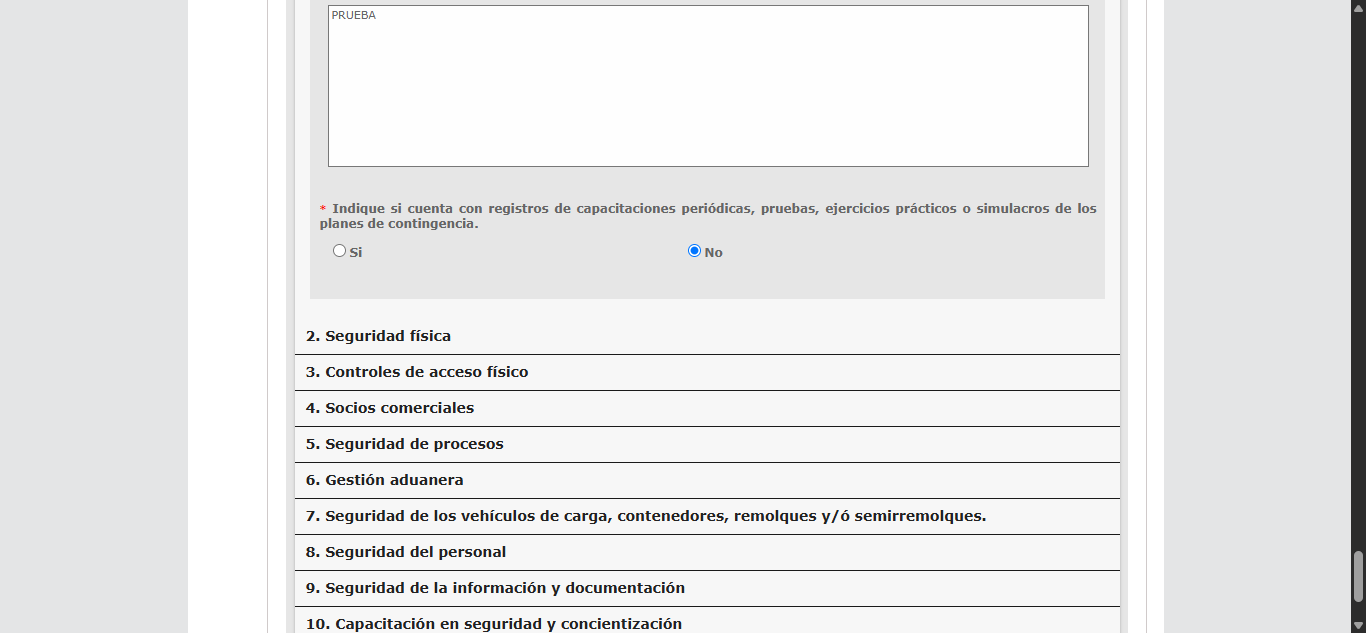 PRUEBA
* Indique si cuenta con registros de capacitaciones periódicas, pruebas, ejercicios prácticos o simulacros de los
planes de contingencia.
Si No
2. Seguridad física
3. Controles de acceso físico
4. Socios comerciales
5. Seguridad de procesos
6. Gestión aduanera
7. Seguridad de los vehículos de carga, contenedores, remolques y/ó semirremolques.
8. Seguridad del personal
9. Seguridad de la información y documentación
10. Capacitación en seguridad y concientización